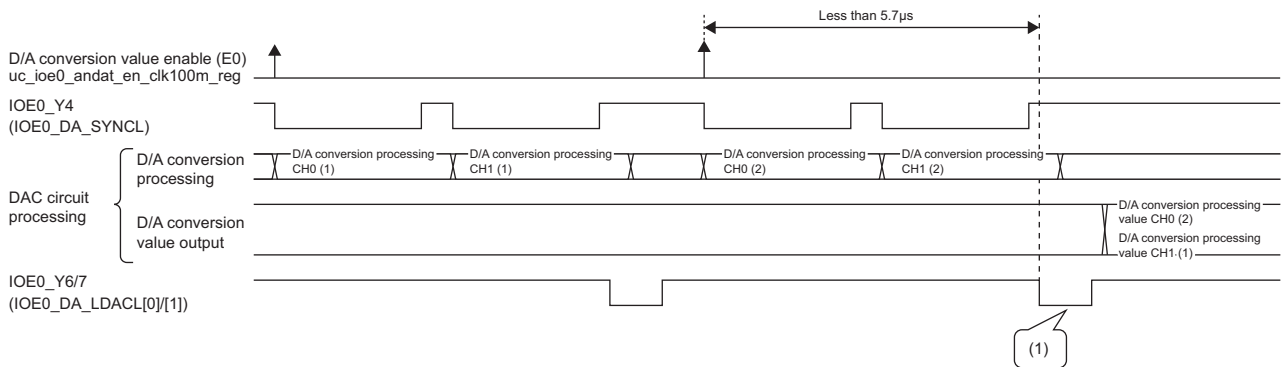 Less than 5.7μs
D/A conversion value enable (E0)
uc_ioe0_andat_en_clk100m_reg
IOE0_Y4
(IOE0_DA_SYNCL)
DAC circuit
processing
D/A conversion
processing
D/A conversion processing
CH0 (1)
D/A conversion processing
CH1 (1)
D/A conversion processing
CH0 (2)
D/A conversion processing
CH1 (2)
D/A conversion
value output
D/A conversion processing
value CH0 (2)
D/A conversion processing
value CH1 (1)
IOE0_Y6/7
(IOE0_DA_LDACL[0]/[1])
(1)